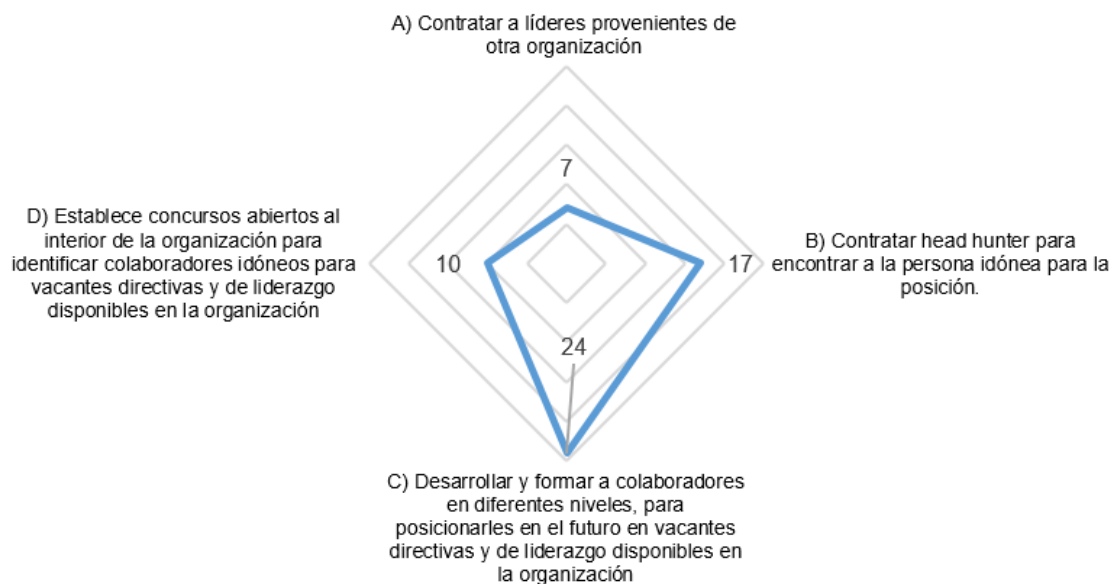 A) Contratar a líderes provenientes de
otra organización
7
D) Establece concursos abiertos al
interior de la organización para
identificar colaboradores idóneos para
vacantes directivas y de liderazgo
disponibles en la organización
10
17
B) Contratar head hunter para
encontrar a la persona idónea para la
posición.
24
C) Desarrollar y formar a colaboradores
en diferentes niveles, para
posicionarles en el futuro en vacantes
directivas y de liderazgo disponibles en
la organización